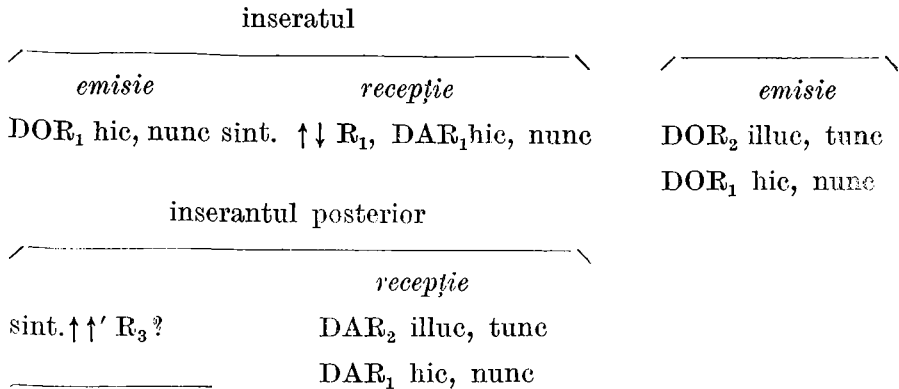 inseratul
emisie recepție emisie
DOR₁ hic, nunc sint. ↑↓ R₁, DAR₁hic, nunc DOR₂ illuc, tunc
DOR₁ hic, nunc
inserantul posterior
recepție
sint.↑↑′ R₃? DAR₂ illuc, tunc
DAR₁ hic, nunc